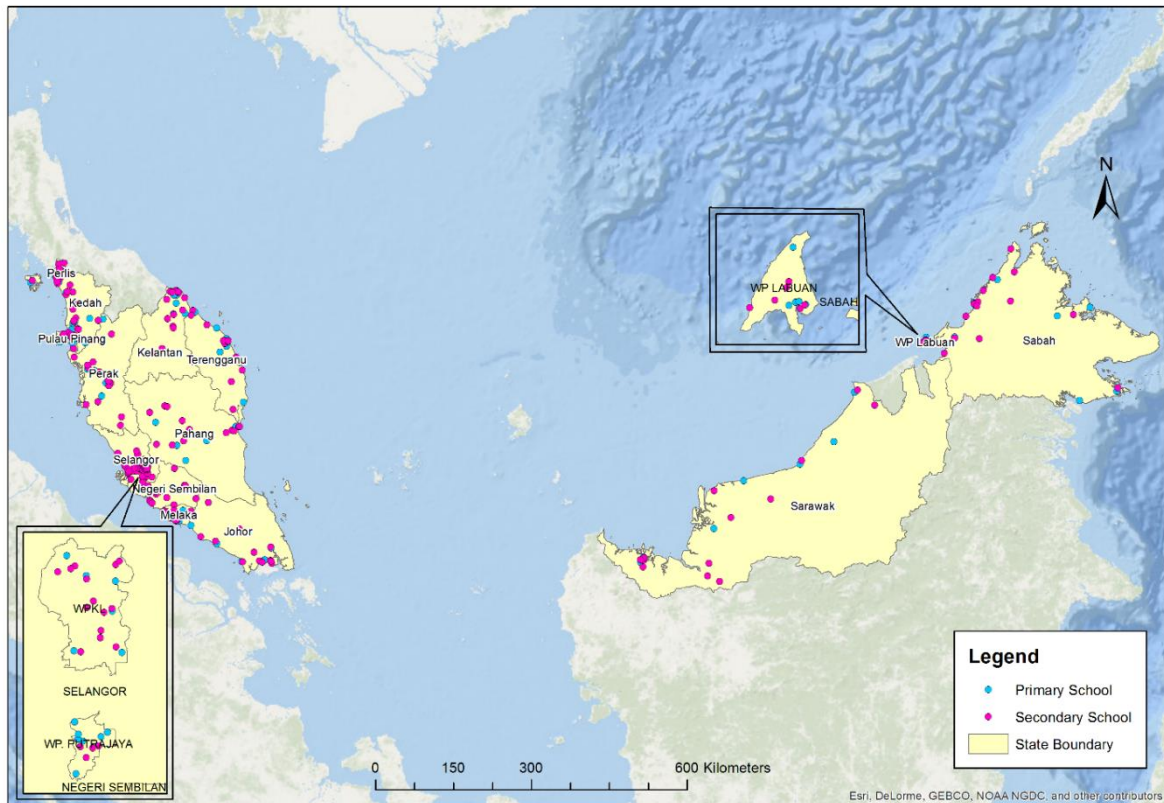 N
WP LABUAN
SABAH
Perlis
Kedah
Pulau Pinang
Kelantan
Terengganu
Perak
WP Labuan
Sabah
Pahang
Selangor
Negeri Sembilan
Melaka
Johor
Sarawak
WPKL
SELANGOR
WP. PUTRAJAYA
NEGERI SEMBILAN
Legend
Primary School
Secondary School
State Boundary
0 150 300 600 Kilometers
Esri, DeLorme, GEBCO, NOAA NGDC, and other contributors